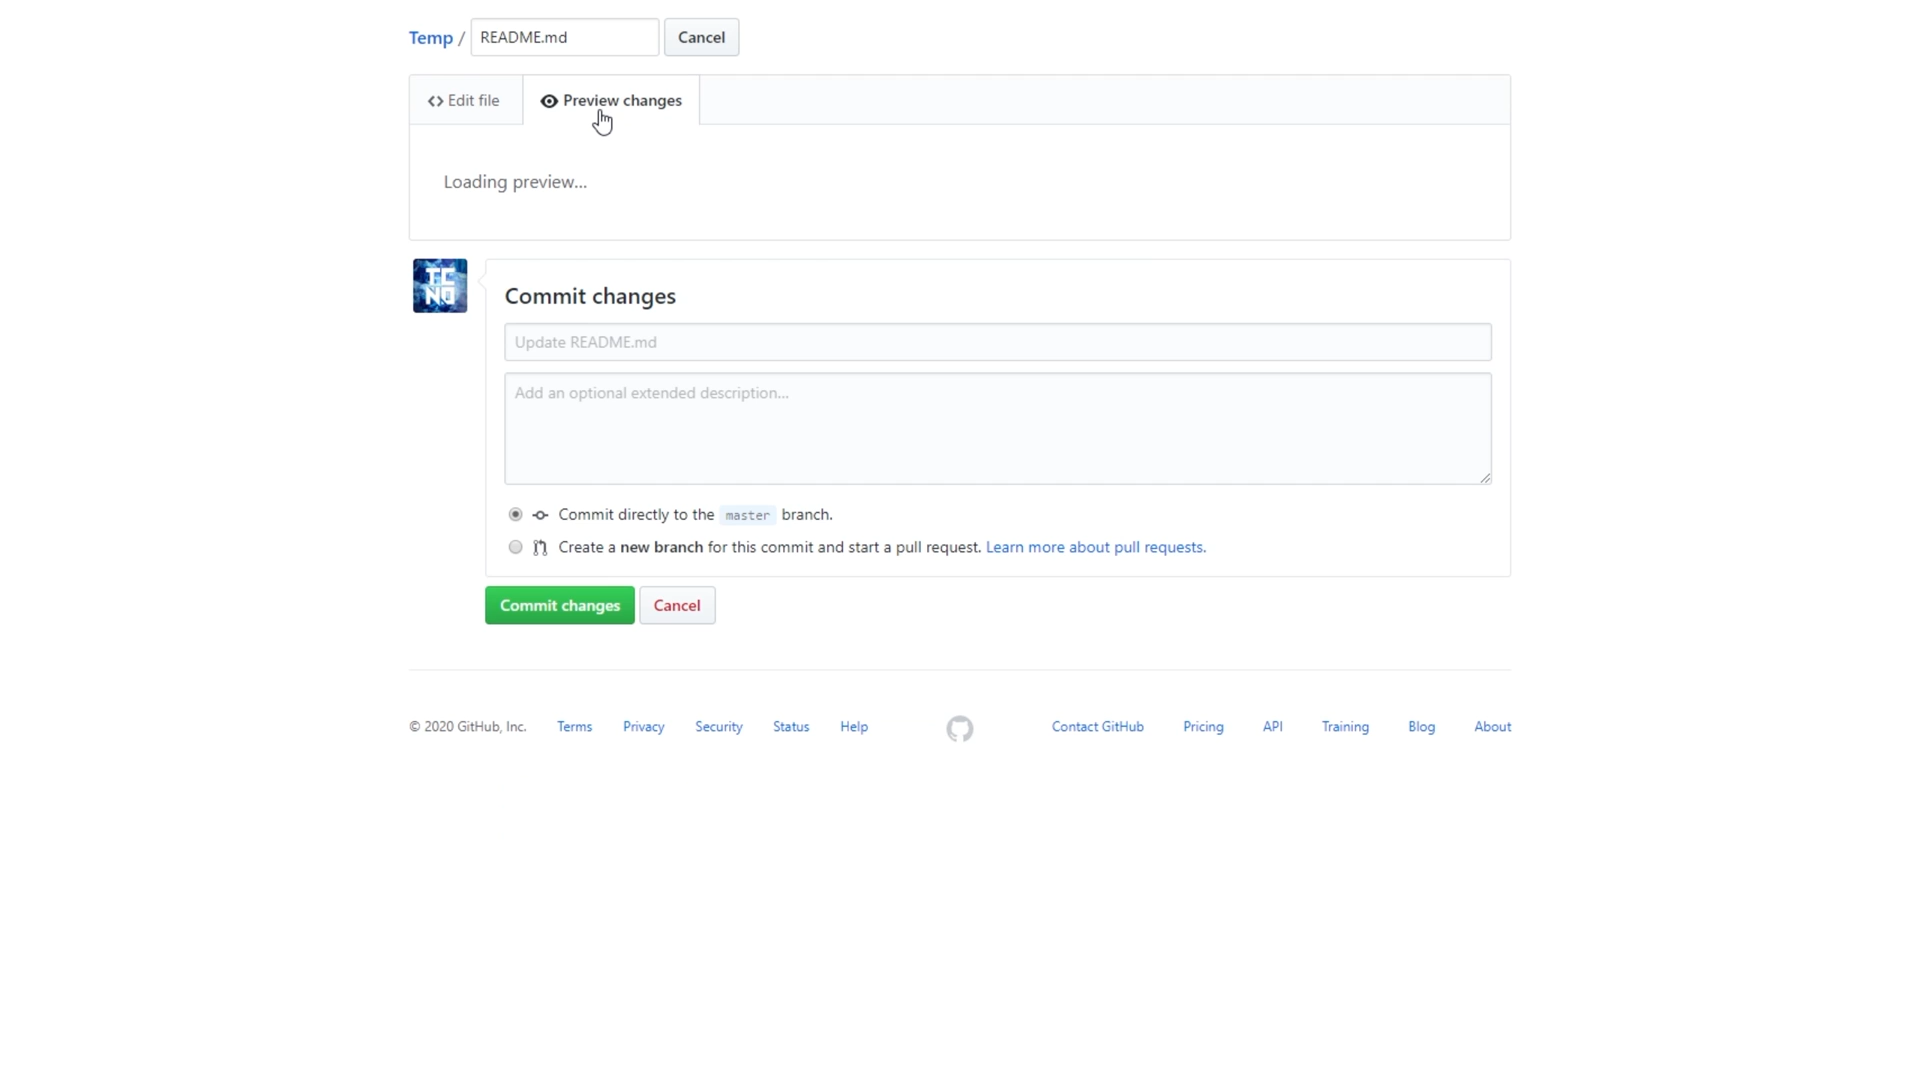 Temp / README.md Cancel
Edit file Preview changes
Loading preview...
TC
NO
Commit changes
Update README.md
Add an optional extended description...
Commit directly to the master branch.
Create a new branch for this commit and start a pull request. Learn more about pull requests.
Commit changes Cancel
© 2020 GitHub, Inc. Terms Privacy Security Status Help Contact GitHub Pricing API Training Blog About